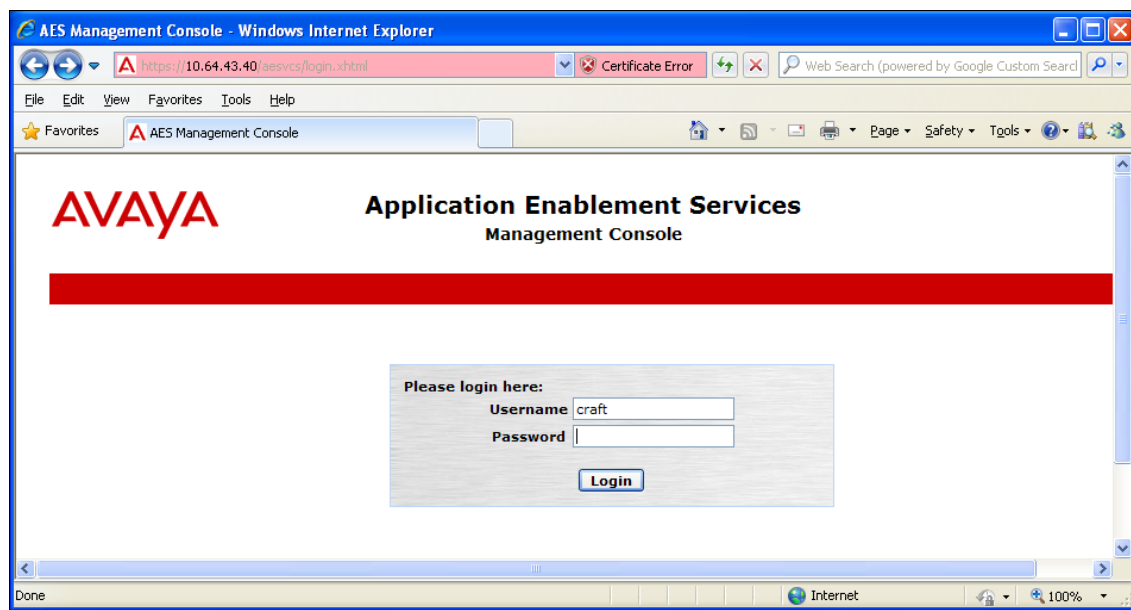 AES Management Console - Windows Internet Explorer
https://10.64.43.40/aesvcs/login.xhtml Certificate Error Web Search (powered by Google Custom Search
File Edit View Favorites Tools Help
Favorites AES Management Console Page Safety Tools
AVAYA
Application Enablement Services
Management Console
Please login here:
Username craft
Password
Login
Done Internet 100%